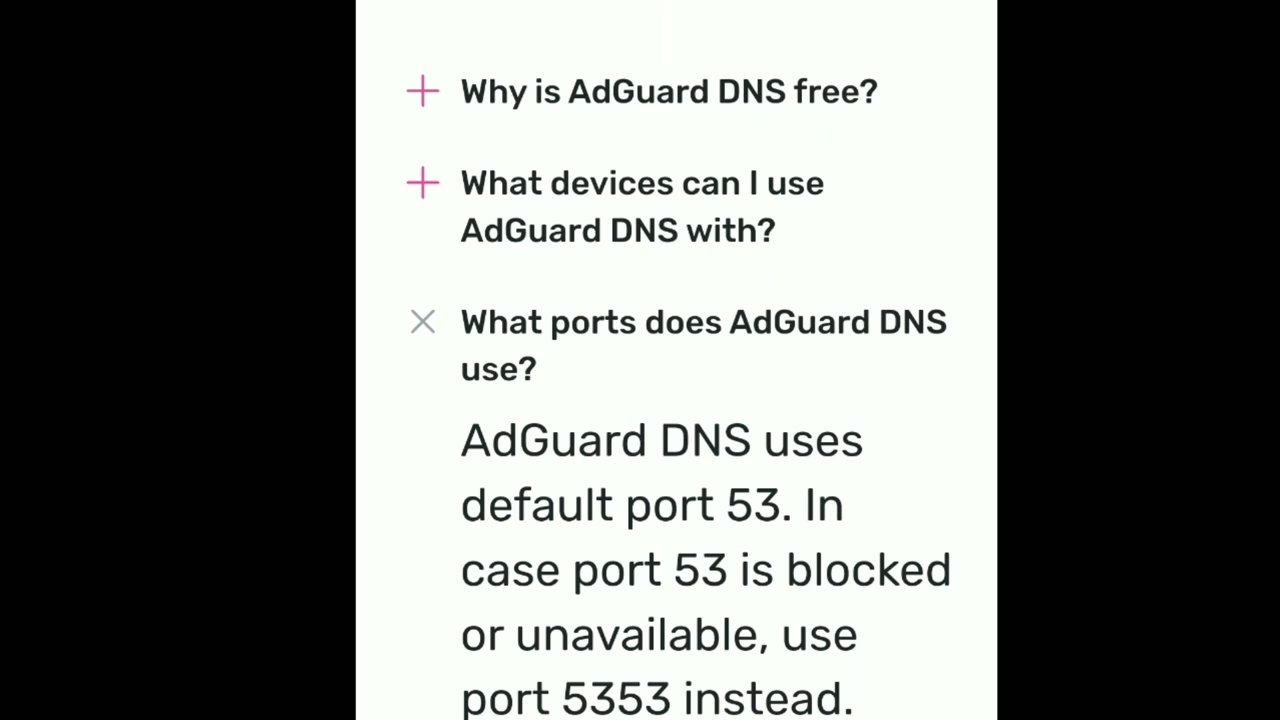 Why is AdGuard DNS free?
What devices can I use
AdGuard DNS with?
What ports does AdGuard DNS
use?
AdGuard DNS uses
default port 53. In
case port 53 is blocked
or unavailable, use
port 5353 instead.